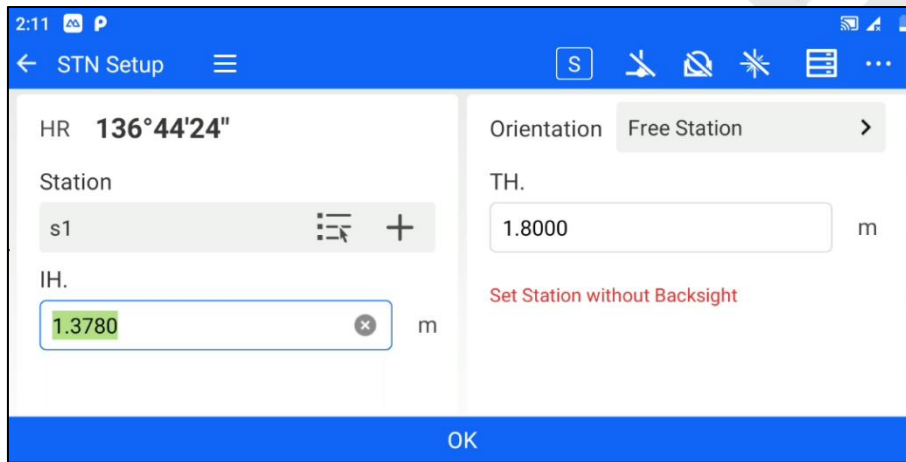 2:11 P
STN Setup
S
HR 136°44'24"
Station
s1
IH.
1.3780 m
Orientation Free Station
TH.
1.8000 m
Set Station without Backsight
OK